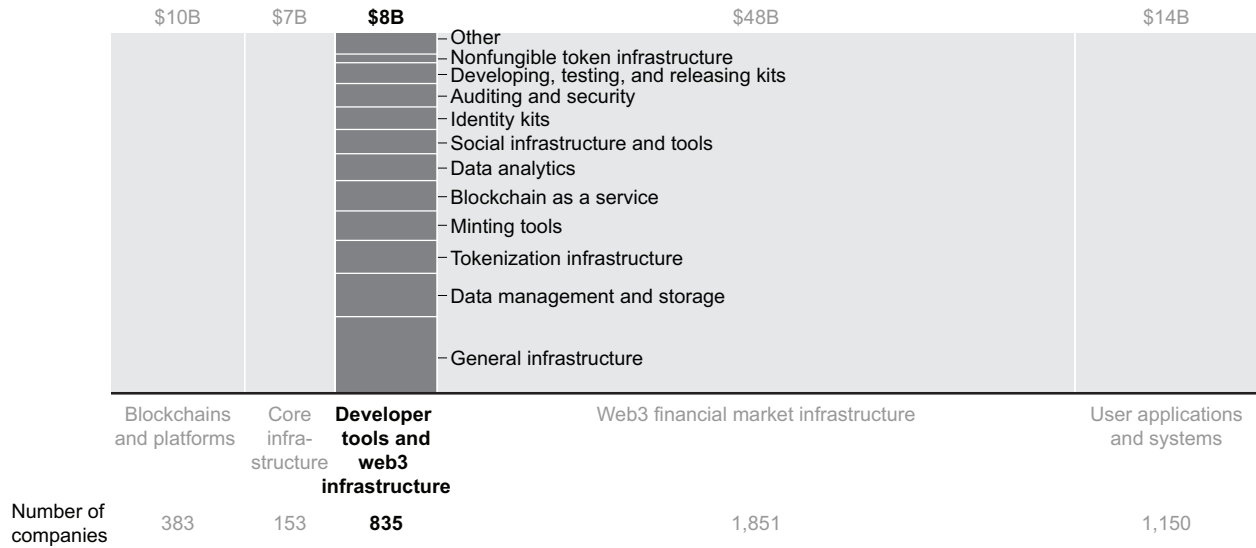 $10B $7B $8B $48B $14B
Other
Nonfungible token infrastructure
Developing, testing, and releasing kits
Auditing and security
Identity kits
Social infrastructure and tools
Data analytics
Blockchain as a service
Minting tools
Tokenization infrastructure
Data management and storage
General infrastructure
Blockchains
and platforms
Core
infra-
structure
Developer
tools and
web3
infrastructure
Web3 financial market infrastructure
User applications
and systems
Number of
companies
383 153 835 1,851 1,150